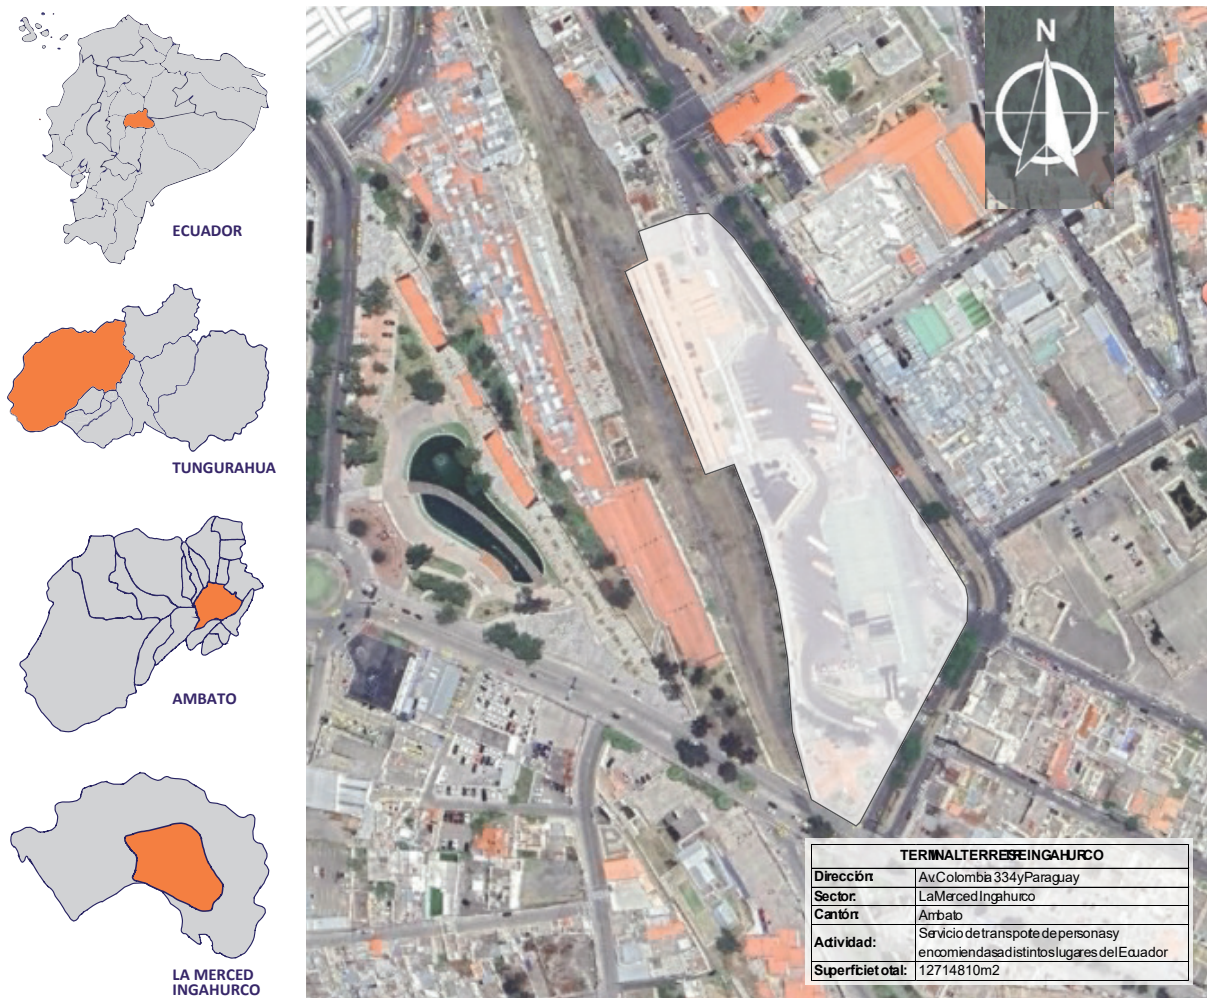 ECUADOR
TUNGURAHUA
AMBATO
LA MERCED
INGAHURCO
N
TERMINAL TERRESTRE INGAHURCO
Dirección: Av. Colombia 334 y Paraguay
Sector: La Merced Ingahurco
Cantón: Ambato
Actividad: Servicio de transporte de personas y
encomiendas a distintos lugares del Ecuador
Superficie total: 12714810m2